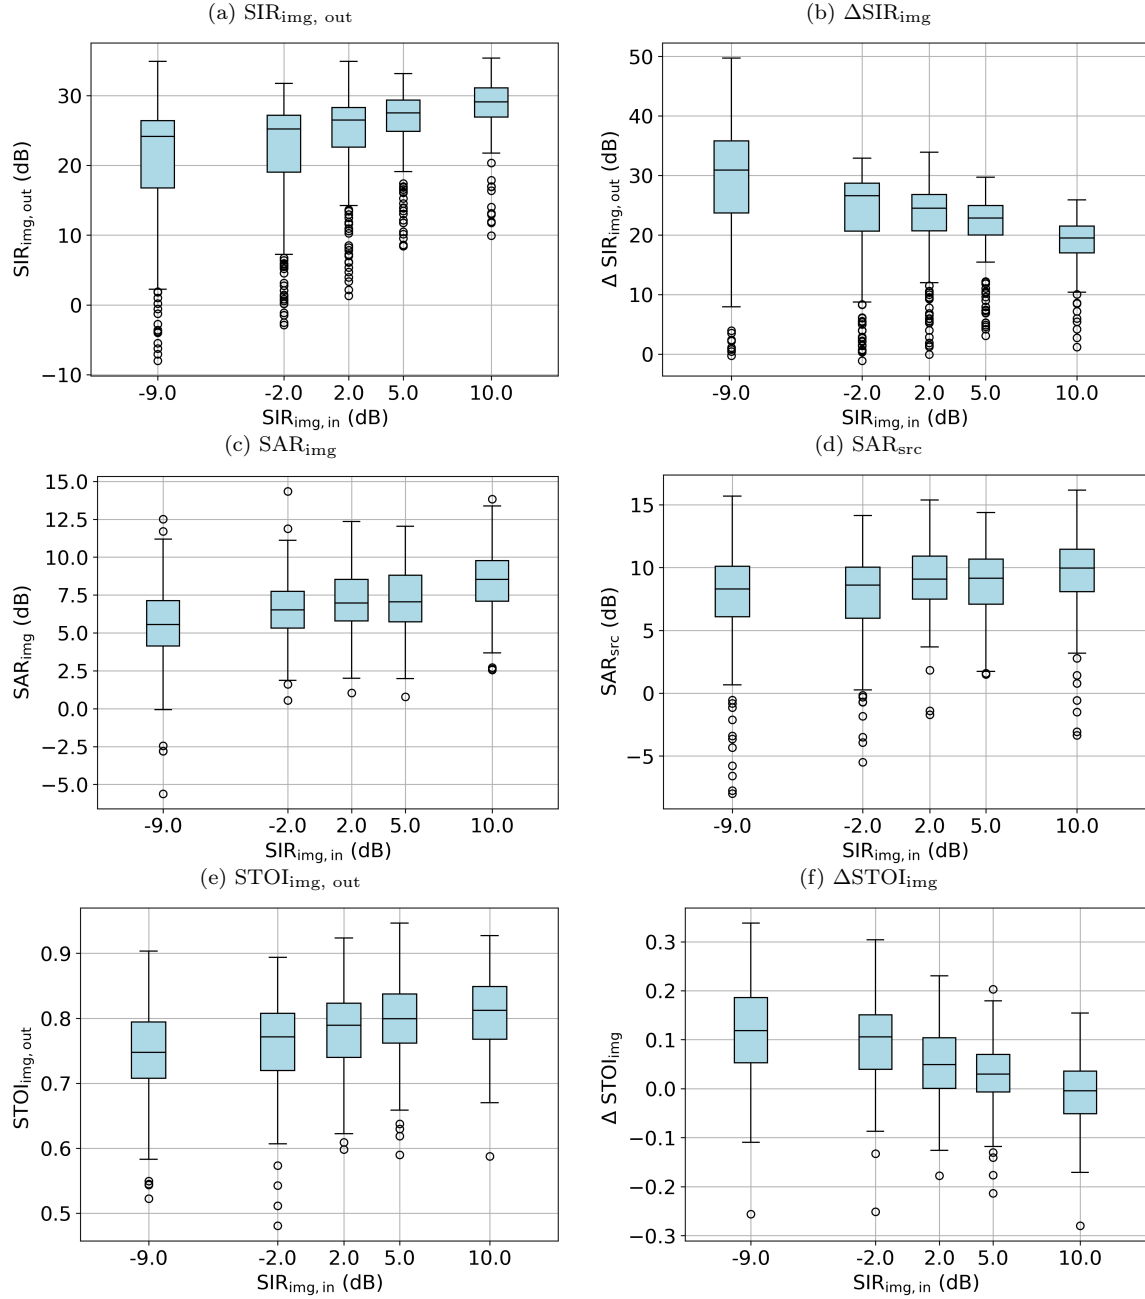 (a) SIRimg, out
30
20
10
0
−10
SIRimg,out (dB)
-9.0 -2.0 2.0 5.0 10.0
SIRimg,in (dB)
(b) ΔSIRimg
50
40
30
20
10
0
Δ SIRimg,out (dB)
-9.0 -2.0 2.0 5.0 10.0
SIRimg,in (dB)
(c) SARimg
15.0
12.5
10.0
7.5
5.0
2.5
0.0
−2.5
−5.0
SARimg (dB)
-9.0 -2.0 2.0 5.0 10.0
SIRimg,in (dB)
(d) SARsrc
15
10
5
0
−5
SARsrc (dB)
-9.0 -2.0 2.0 5.0 10.0
SIRimg,in (dB)
(e) STOIimg, out
0.9
0.8
0.7
0.6
0.5
STOIimg,out
-9.0 -2.0 2.0 5.0 10.0
SIRimg,in (dB)
(f) ΔSTOIimg
0.3
0.2
0.1
0.0
−0.1
−0.2
−0.3
Δ STOIimg
-9.0 -2.0 2.0 5.0 10.0
SIRimg,in (dB)